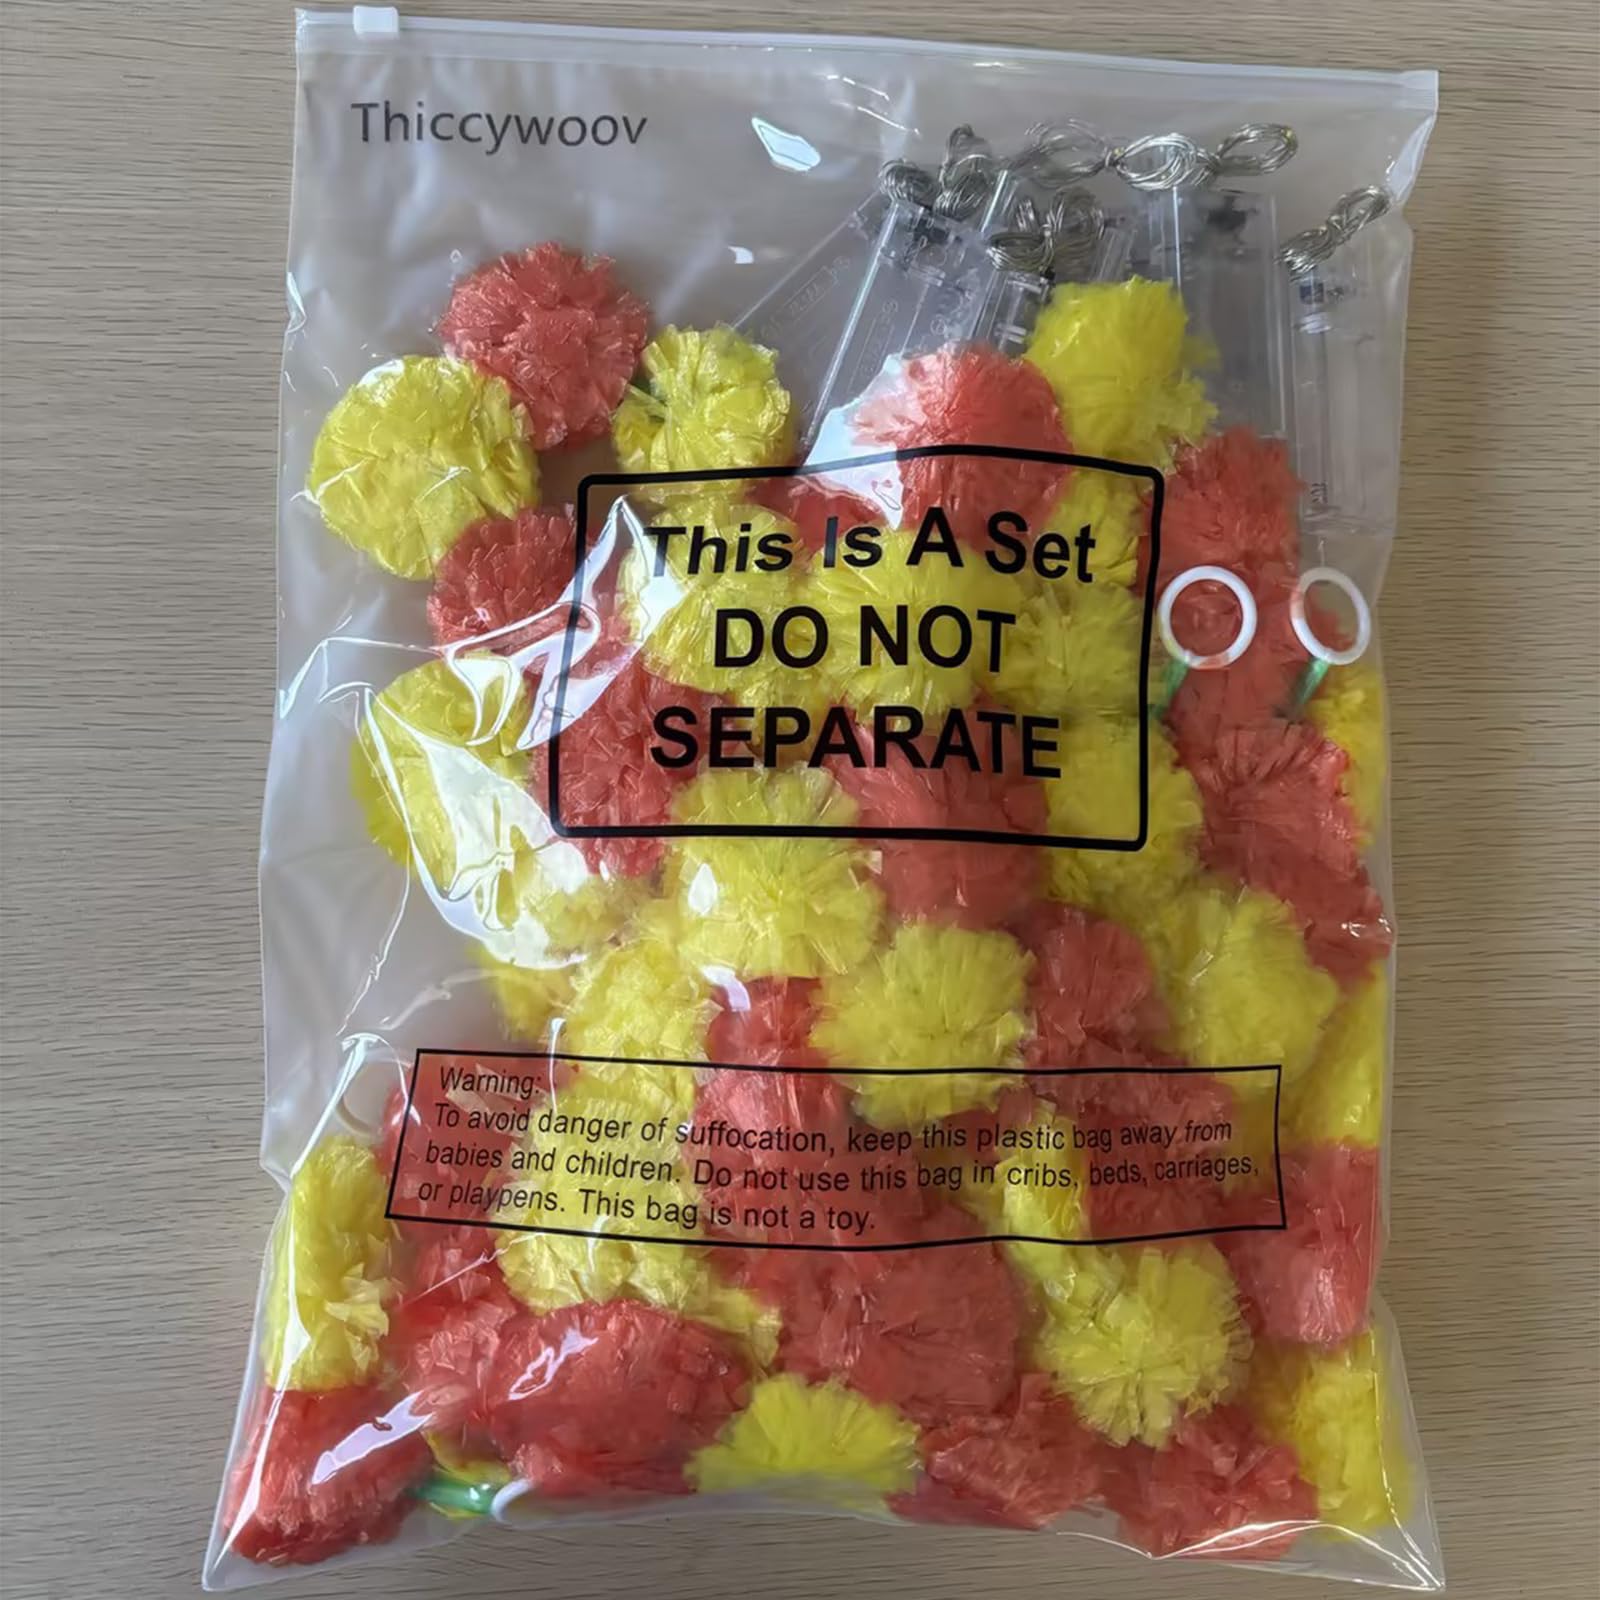 Thiccywoov
This Is A Set
DO NOT
SEPARATE
Warning:
To avoid danger of suffocation, keep this plastic bag away from
babies and children. Do not use this bag in cribs, beds, carriages,
or playpens. This bag is not a toy.